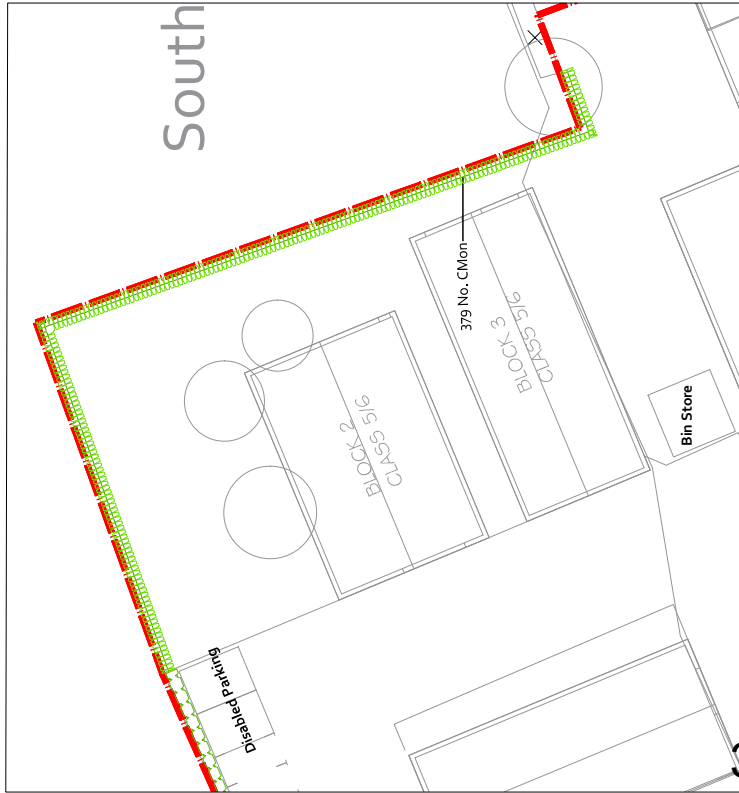 South
379 No. CMon
BLOCK 3
CLASS 5/6
BLOCK 2
CLASS 5/6
Bin Store
Disabled Parking